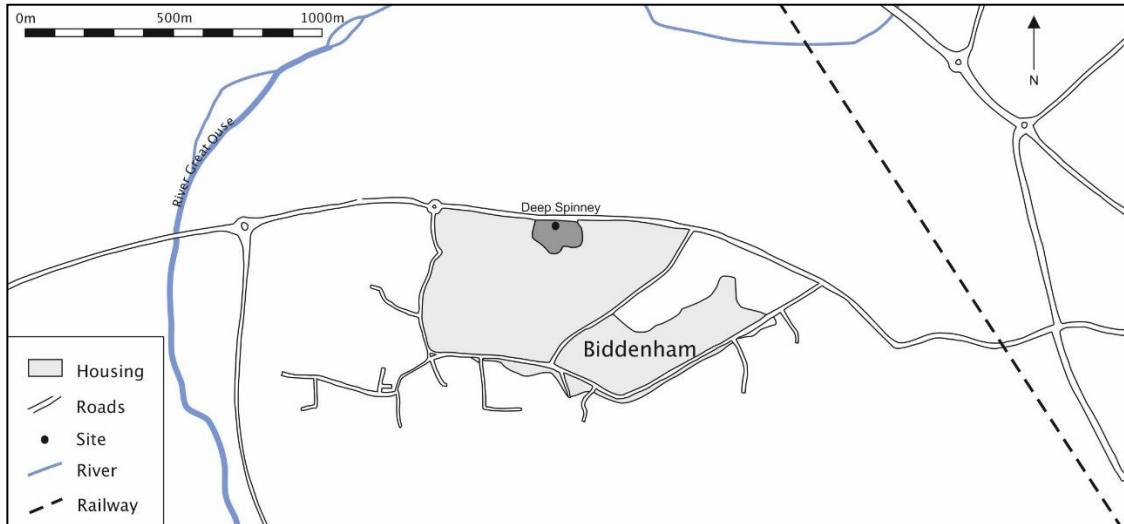 0m 500m 1000m
N
River Great Ouse
Deep Spinney
Biddenham
Housing
Roads
Site
River
Railway